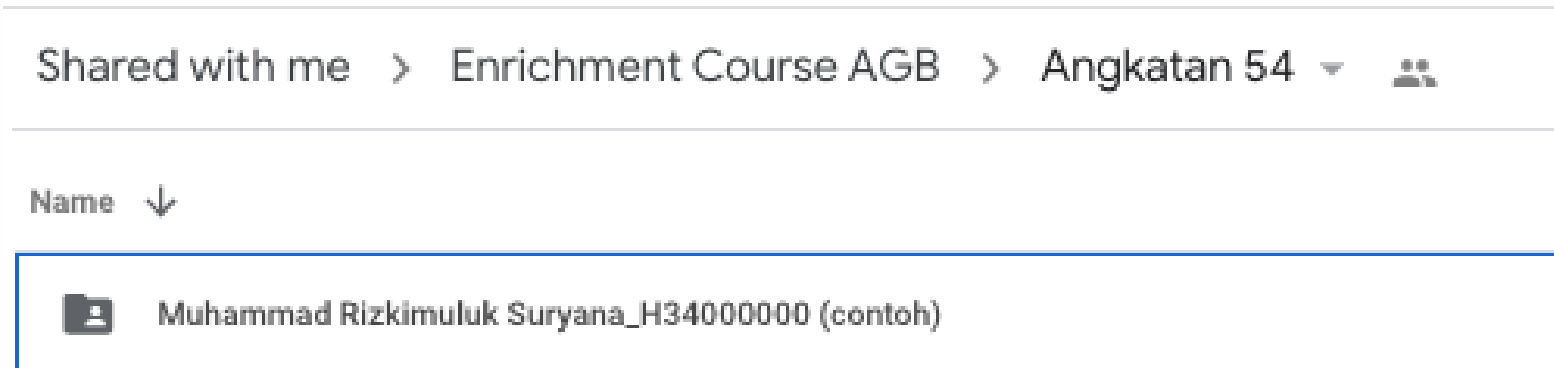 Shared with me > Enrichment Course AGB > Angkatan 54
Name
Muhammad Rizkimuluk Suryana_H34000000 (contoh)